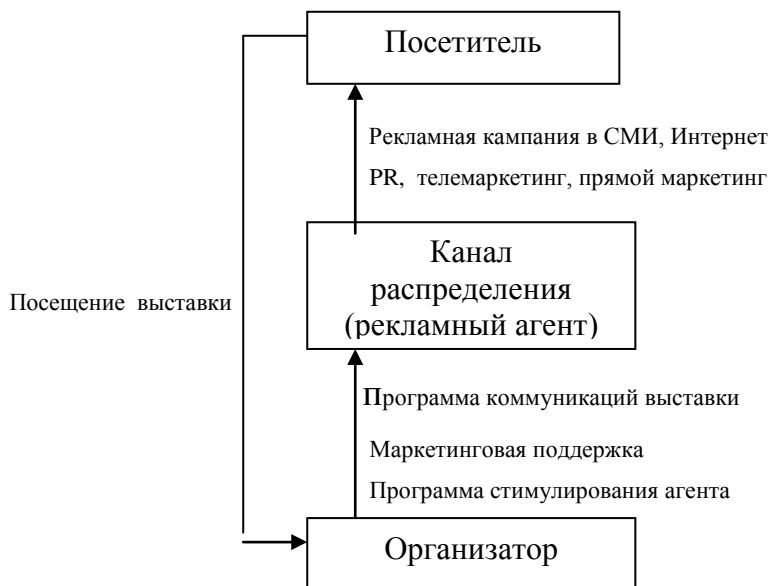 Посетитель
Рекламная кампания в СМИ, Интернет
PR, телемаркетинг, прямой маркетинг
Канал
распределения
(рекламный агент)
Посещение выставки
Программа коммуникаций выставки
Маркетинговая поддержка
Программа стимулирования агента
Организатор